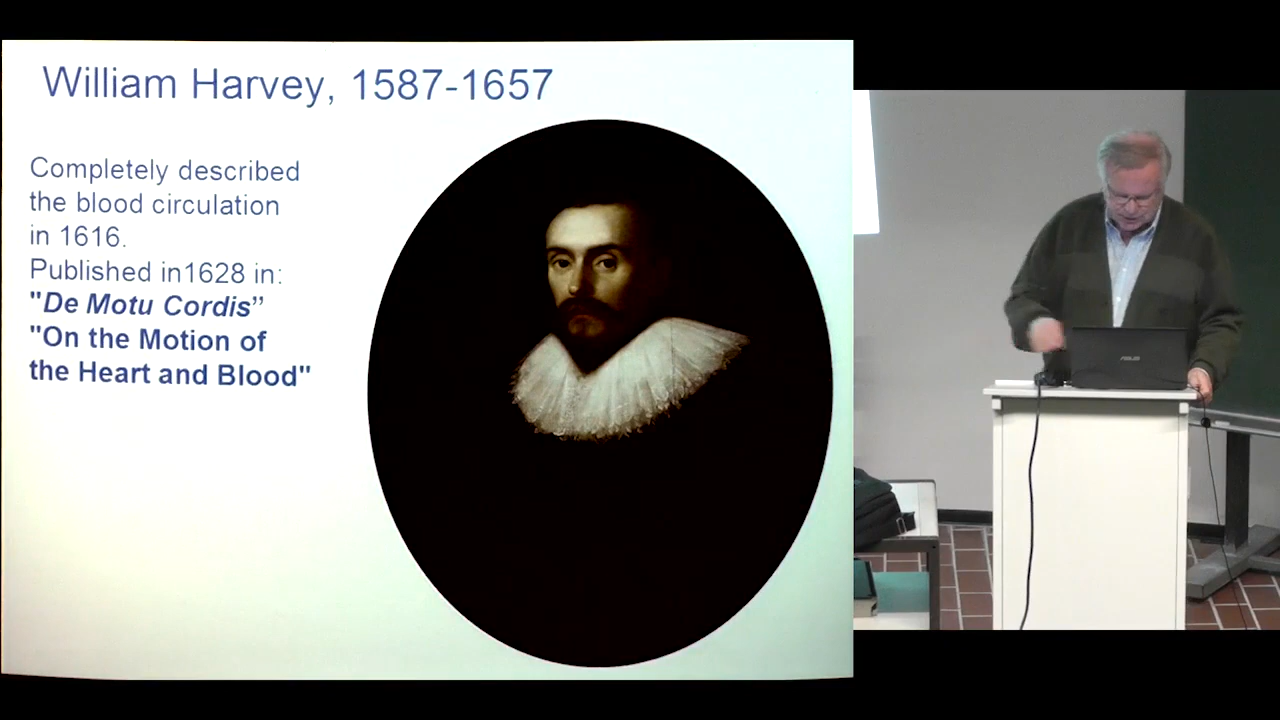 William Harvey, 1587-1657
Completely described
the blood circulation
in 1616.
Published in1628 in:
"De Motu Cordis”
"On the Motion of
the Heart and Blood"
ASUS